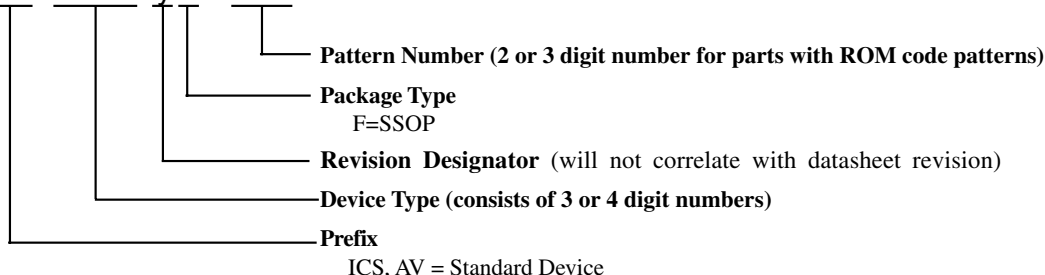 Pattern Number (2 or 3 digit number for parts with ROM code patterns)
Package Type
F=SSOP
Revision Designator (will not correlate with datasheet revision)
Device Type (consists of 3 or 4 digit numbers)
Prefix
ICS, AV = Standard Device